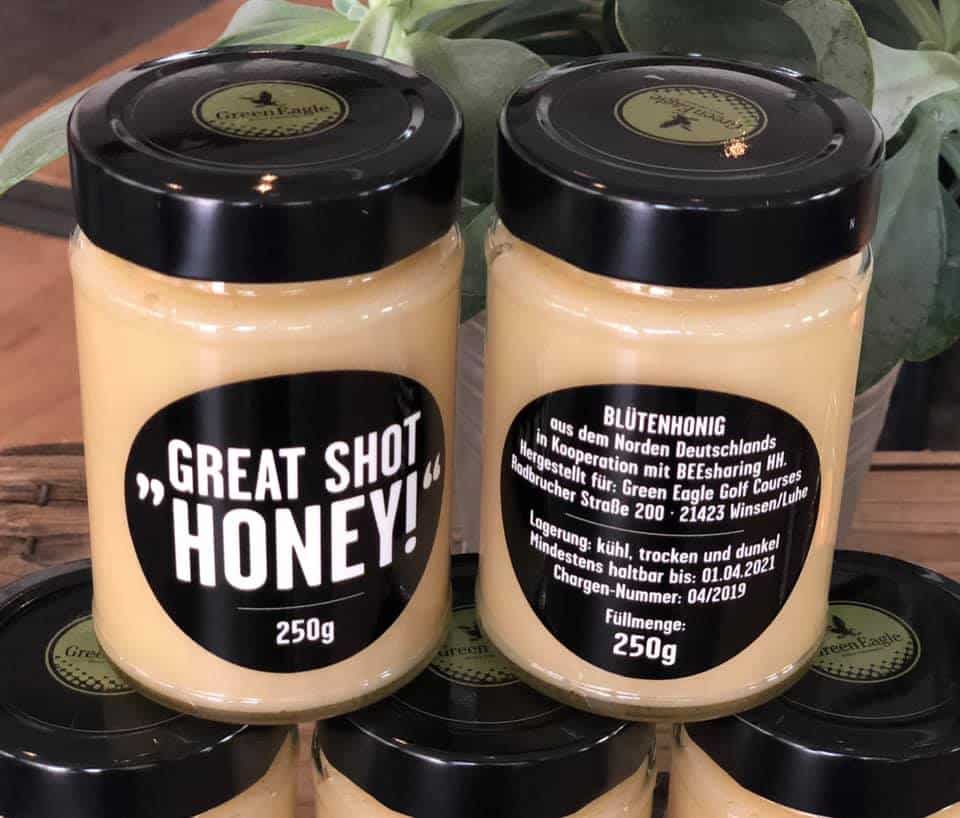 GreenEagle
GreenEagle
„GREAT SHOT
HONEY!“
250g
BLÜTENHONIG
aus dem Norden Deutschlands
in Kooperation mit BEEsharing HH.
Hergestellt für: Green Eagle Golf Courses
Radbrucher Straße 200 · 21423 Winsen/Luhe
Lagerung: kühl, trocken und dunkel
Mindestens haltbar bis: 01.04.2021
Chargen-Nummer: 04/2019
Füllmenge:
250g
GreenEagle